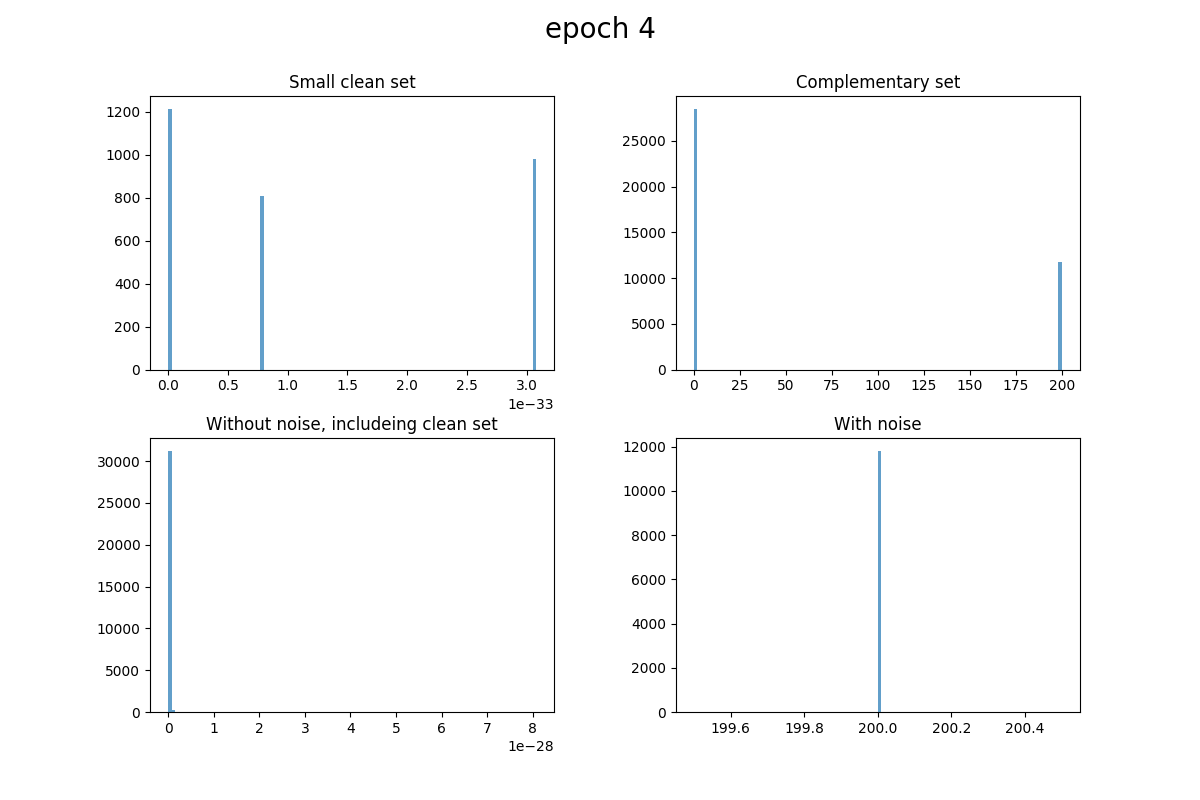 epoch 4
Small clean set
1200
1000
800
600
400
200
0
0.0 0.5 1.0 1.5 2.0 2.5 3.0
1e−33
Complementary set
25000
20000
15000
10000
5000
0
0 25 50 75 100 125 150 175 200
Without noise, includeing clean set
30000
25000
20000
15000
10000
5000
0
0 1 2 3 4 5 6 7 8
1e−28
With noise
12000
10000
8000
6000
4000
2000
0
199.6 199.8 200.0 200.2 200.4